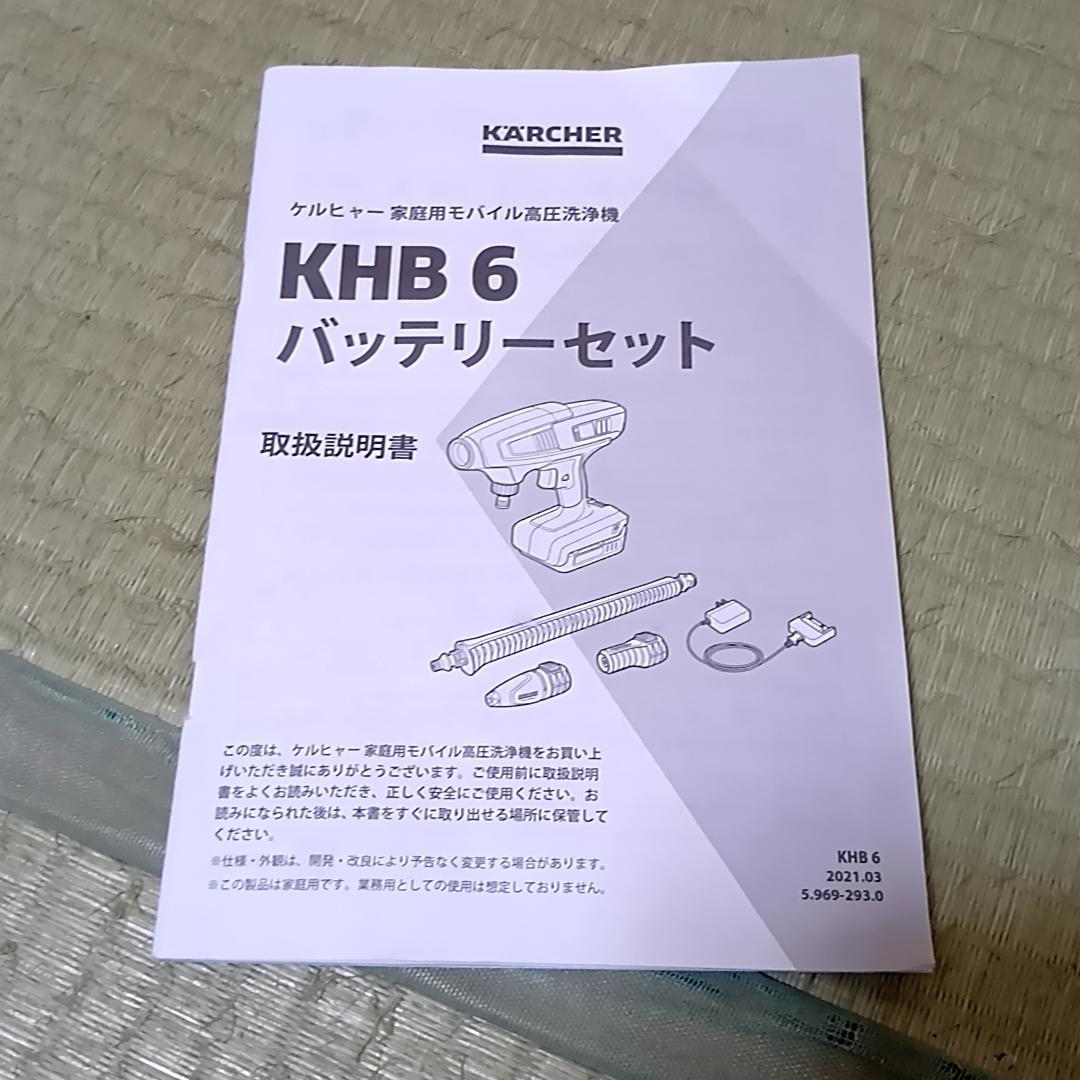 KÄRCHER
ケルヒャー 家庭用モバイル高圧洗浄機
KHB 6
バッテリーセット
取扱説明書
この度は、ケルヒャー 家庭用モバイル高圧洗浄機をお買い上
げいただき誠にありがとうございます。ご使用前に取扱説明
書をよくお読みいただき、正しく安全にご使用ください。お
読みになられた後は、本書をすぐに取り出せる場所に保管して
ください。
※仕様・外観は、開発・改良により予告なく変更する場合があります。
※この製品は家庭用です。業務用としての使用は想定しておりません。
KHB 6
2021.03
5.969-293.0